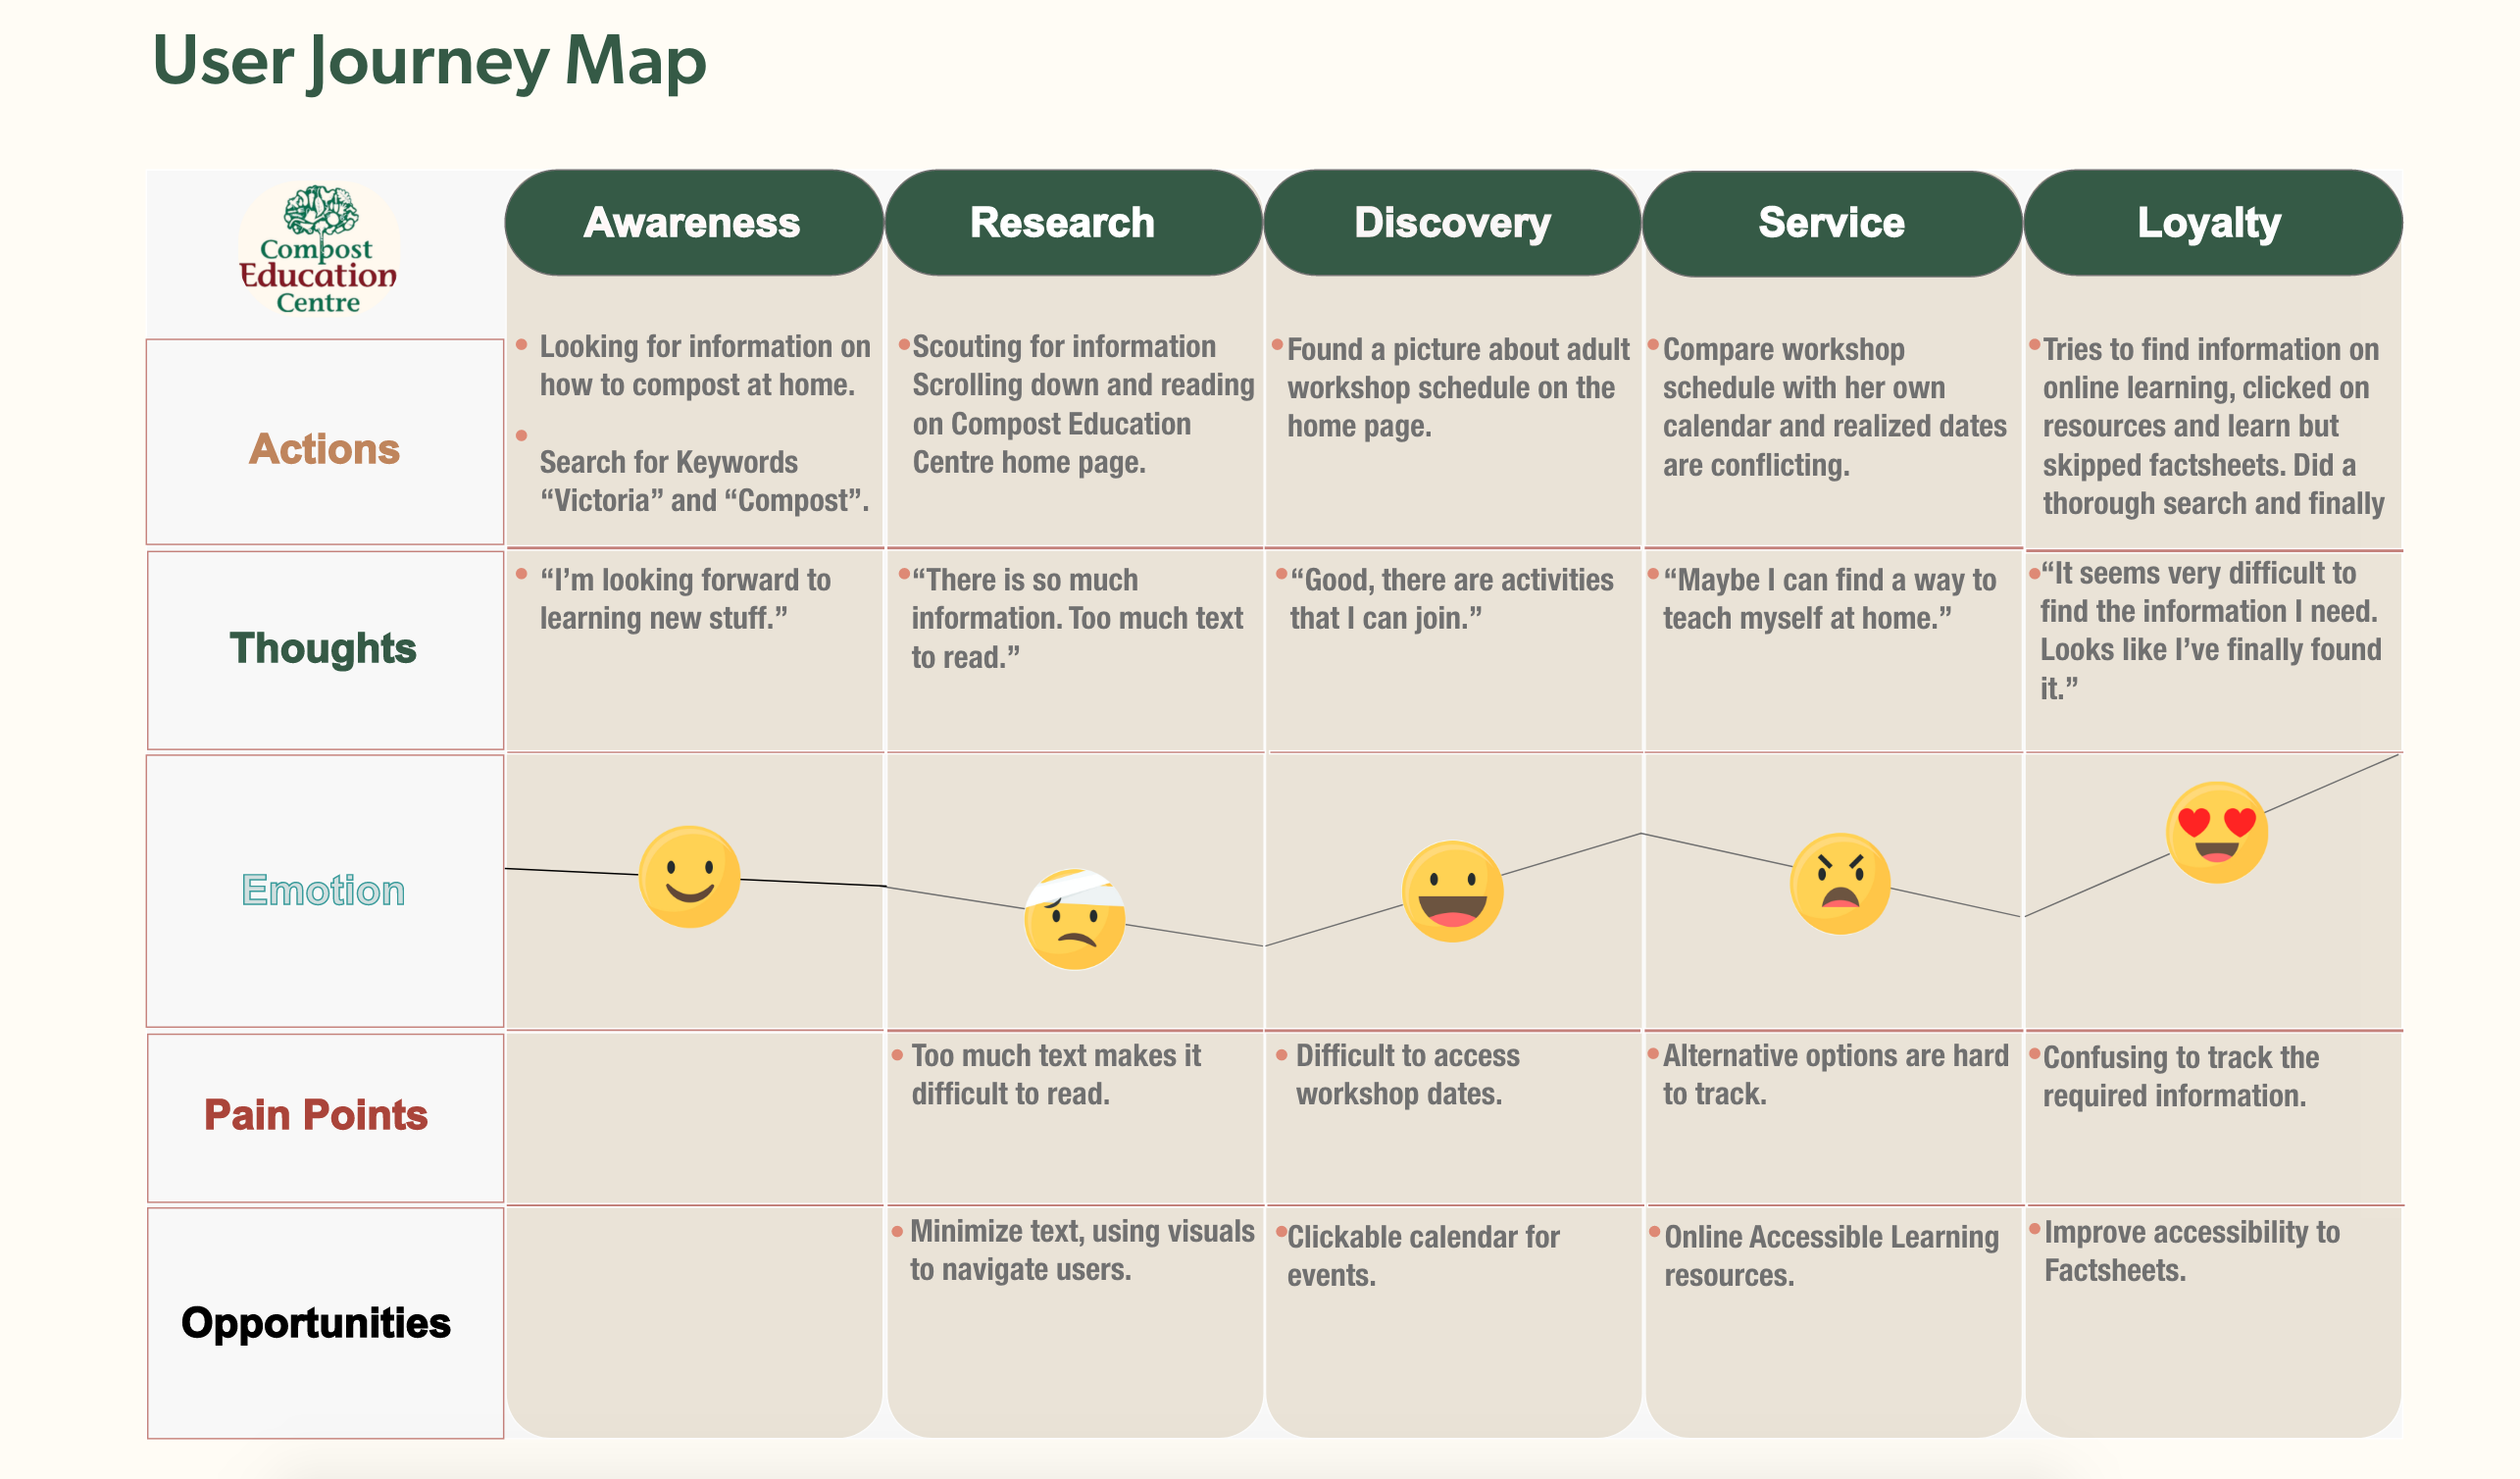 User Journey Map
Compost
Education
Centre
Awareness
Research
Discovery
Service
Loyalty
Actions
Looking for information on
how to compost at home.
Search for Keywords
“Victoria” and “Compost”.
Scouting for information
Scrolling down and reading
on Compost Education
Centre home page.
Found a picture about adult
workshop schedule on the
home page.
Compare workshop
schedule with her own
calendar and realized dates
are conflicting.
Tries to find information on
online learning, clicked on
resources and learn but
skipped factsheets. Did a
thorough search and finally
Thoughts
“I’m looking forward to
learning new stuff.”
“There is so much
information. Too much text
to read.”
“Good, there are activities
that I can join.”
“Maybe I can find a way to
teach myself at home.”
“It seems very difficult to
find the information I need.
Looks like I’ve finally found
it.”
Emotion
Pain Points
Too much text makes it
difficult to read.
Difficult to access
workshop dates.
Alternative options are hard
to track.
Confusing to track the
required information.
Opportunities
Minimize text, using visuals
to navigate users.
Clickable calendar for
events.
Online Accessible Learning
resources.
Improve accessibility to
Factsheets.